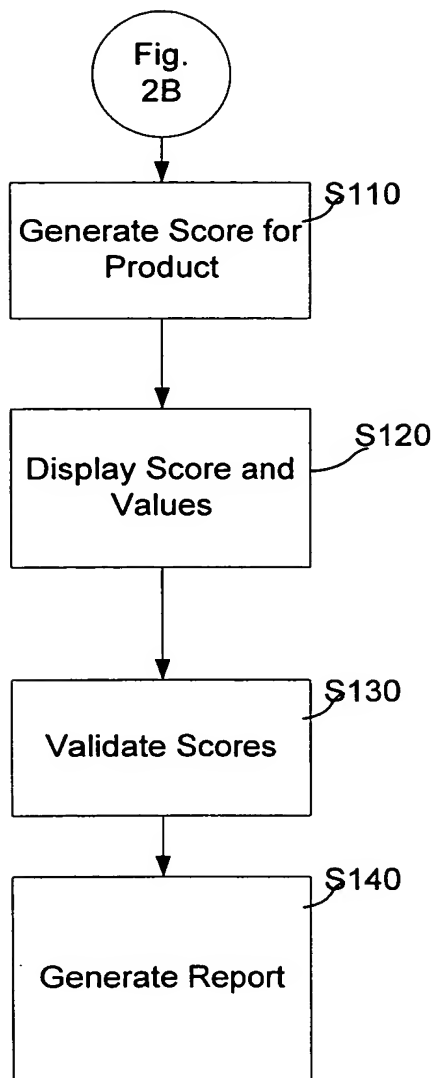 Fig.
2B
S110
Generate Score for
Product
S120
Display Score and
Values
S130
Validate Scores
S140
Generate Report